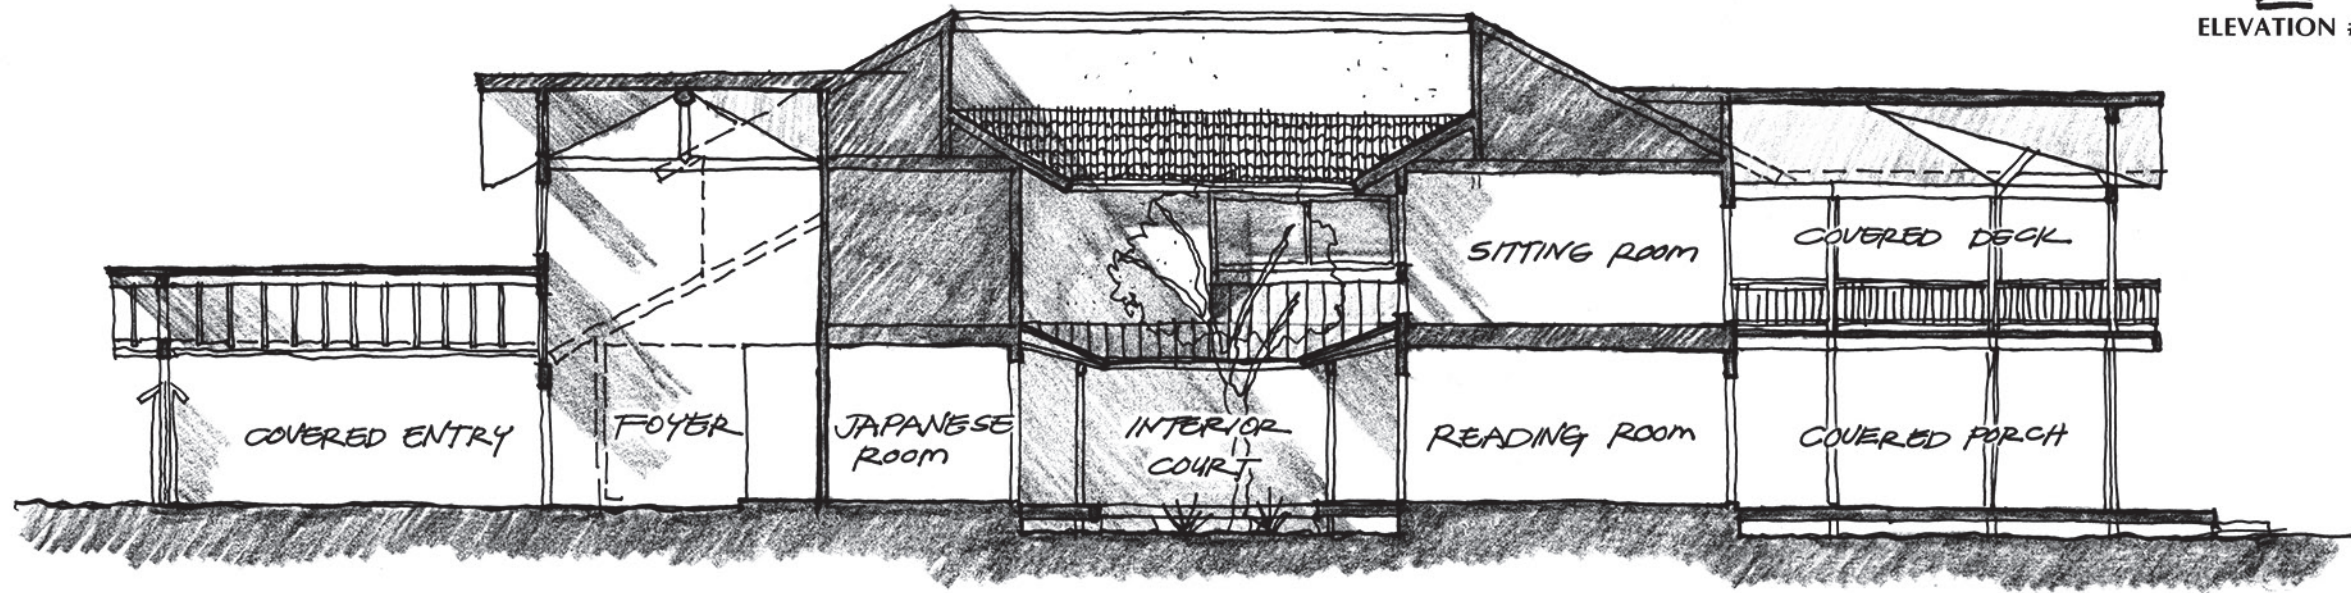 ELEVATION #
SITTING ROOM
COVERED DECK
COVERED ENTRY
FOYER
JAPANESE
ROOM
INTERIOR
COURT
READING ROOM
COVERED PORCH